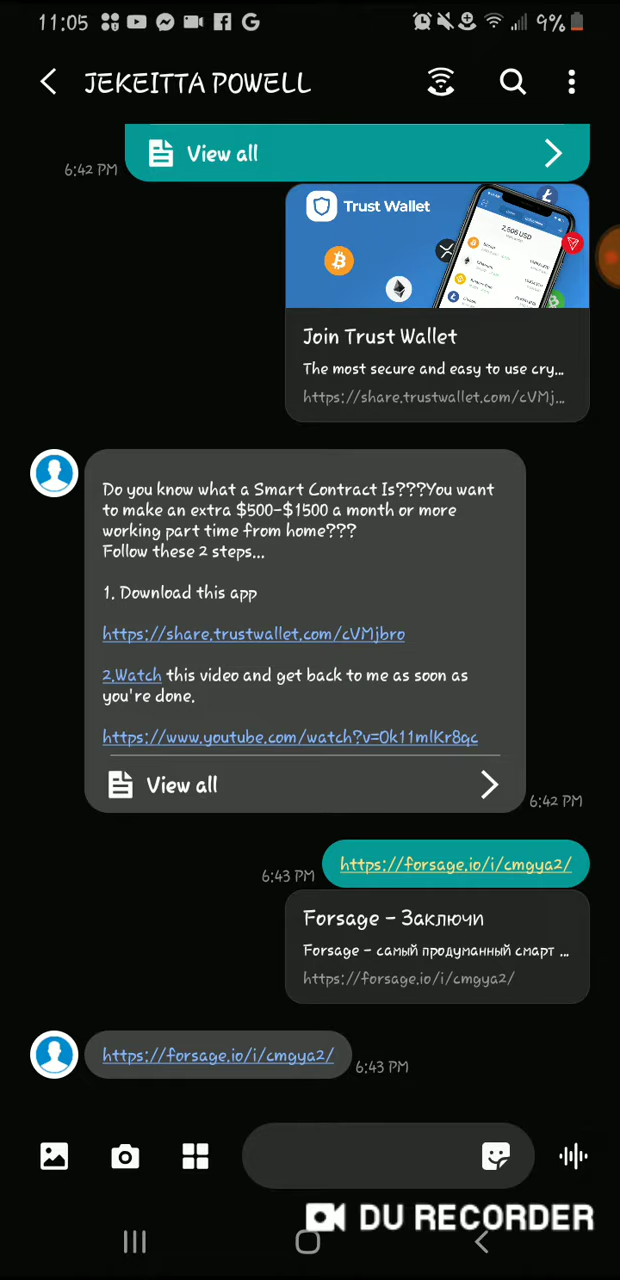 11:05
9%
JEKEITTA POWELL
View all
6:42 PM
Trust Wallet
2,606 USD
Join Trust Wallet
The most secure and easy to use cry...
https://share.trustwallet.com/cVMj...
Do you know what a Smart Contract Is???You want
to make an extra $500-$1500 a month or more
working part time from home???
Follow these 2 steps...
1. Download this app
https://share.trustwallet.com/cVMjbro
2.Watch this video and get back to me as soon as
you're done.
https://www.youtube.com/watch?v=0k11mlKr8qc
View all
6:42 PM
https://forsage.io/i/cmgya2/
6:43 PM
Forsage - Заключи
Forsage - самый продуманный смарт ...
https://forsage.io/i/cmgya2/
https://forsage.io/i/cmgya2/
6:43 PM
DU RECORDER